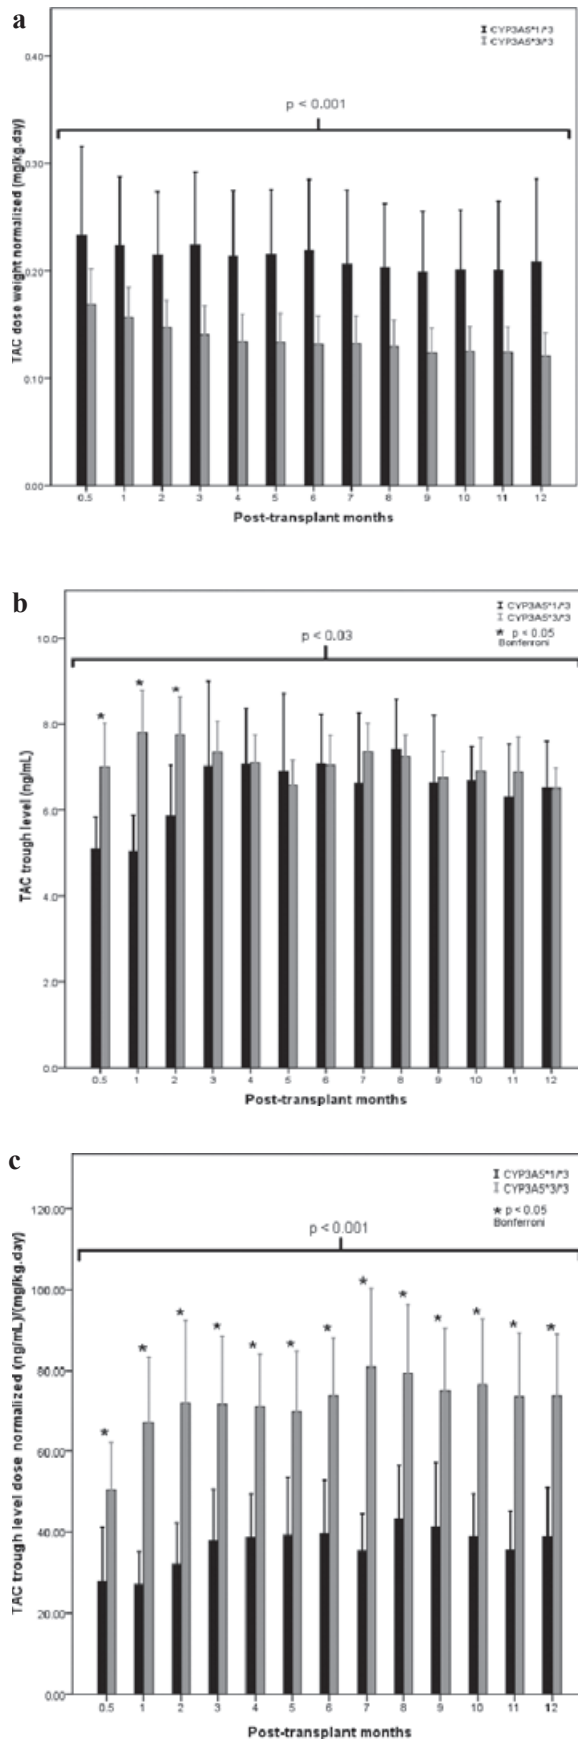 a
CYP3A5*1/*3
CYP3A5*3/*3
0.40
p < 0.001
0.30
0.20
0.10
0.00
TAC dose weight normalized (mg/kg.day)
0.5 1 2 3 4 5 6 7 8 9 10 11 12
Post-transplant months
b
CYP3A5*1/*3
CYP3A5*3/*3
* p < 0.05
Bonferroni
10.0
p < 0.03
* * *
8.0
6.0
4.0
2.0
0.0
TAC trough level (ng/mL)
0.5 1 2 3 4 5 6 7 8 9 10 11 12
Post-transplant months
c
CYP3A5*1/*3
CYP3A5*3/*3
* p < 0.05
Bonferroni
120.00
p < 0.001
* * * * * * * * * * * * *
100.00
80.00
60.00
40.00
20.00
0.00
TAC trough level dose normalized (ng/mL)/(mg/kg.day)
0.5 1 2 3 4 5 6 7 8 9 10 11 12
Post-transplant months